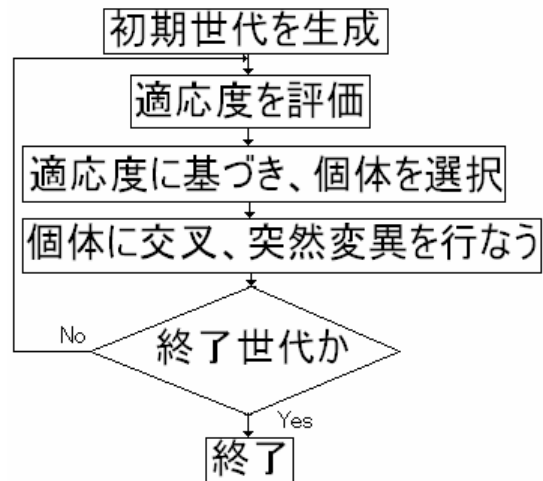 初期世代を生成
適応度を評価
適応度に基づき、個体を選択
個体に交叉、突然変異を行なう
終了世代か
No
Yes
終了